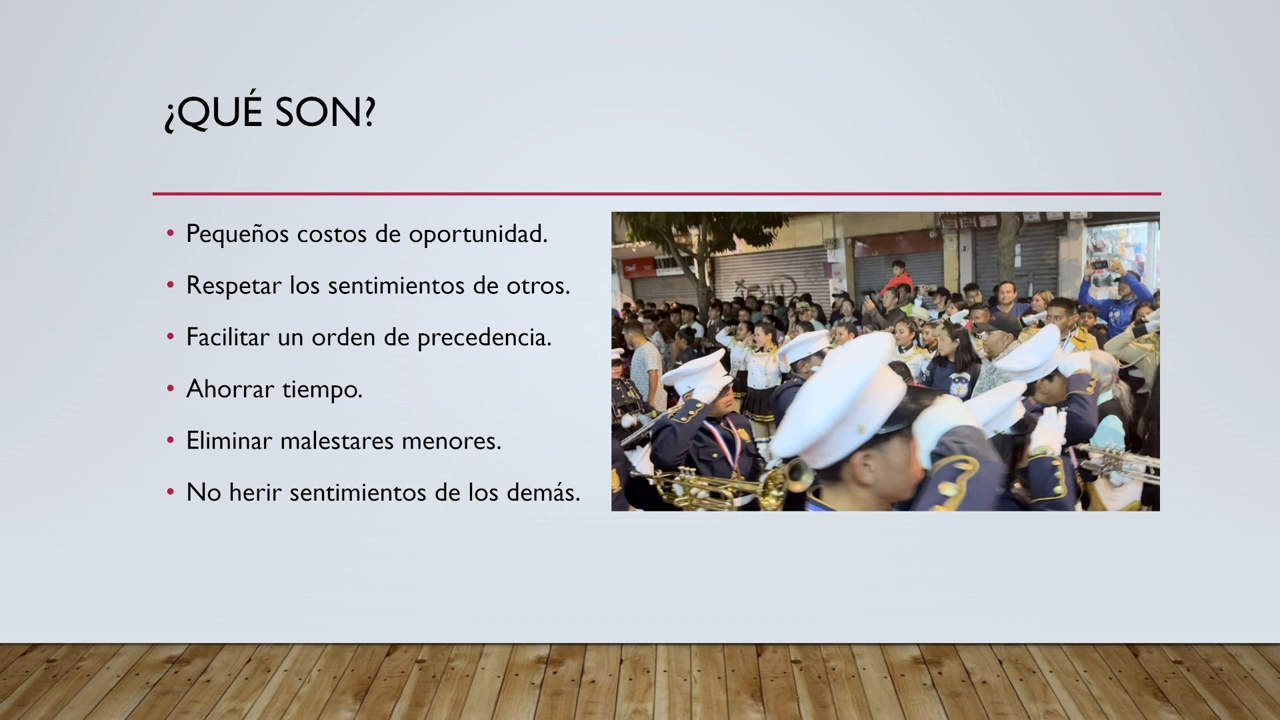 ¿QUÉ SON?
• Pequeños costos de oportunidad.
• Respetar los sentimientos de otros.
• Facilitar un orden de precedencia.
• Ahorrar tiempo.
• Eliminar malestares menores.
• No herir sentimientos de los demás.